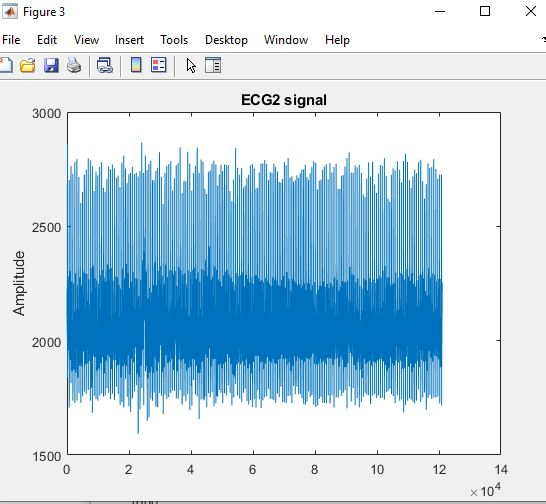 Figure 3
File Edit View Insert Tools Desktop Window Help
ECG2 signal
3000
2500
2000
1500
Amplitude
0 2 4 6 8 10 12 14
×10^4